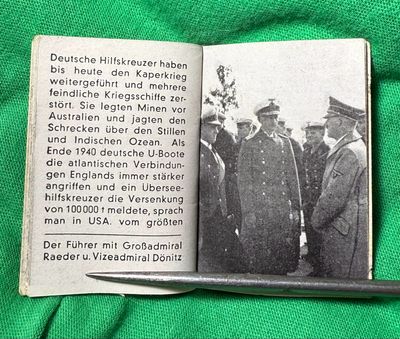 Deutsche Hilfskreuzer haben
bis heute den Kaperkrieg
weitergeführt und mehrere
feindliche Kriegsschiffe zer-
stört. Sie legten Minen vor
Australien und jagten den
Schrecken über den Stillen
und Indischen Ozean. Als
Ende 1940 deutsche U-Boote
die atlantischen Verbindun-
gen Englands immer stärker
angriffen und ein Übersee-
hilfskreuzer die Versenkung
von 100 000 t meldete, sprach
man in USA. vom größten
Der Führer mit Großadmiral
Raeder u. Vizeadmiral Dönitz